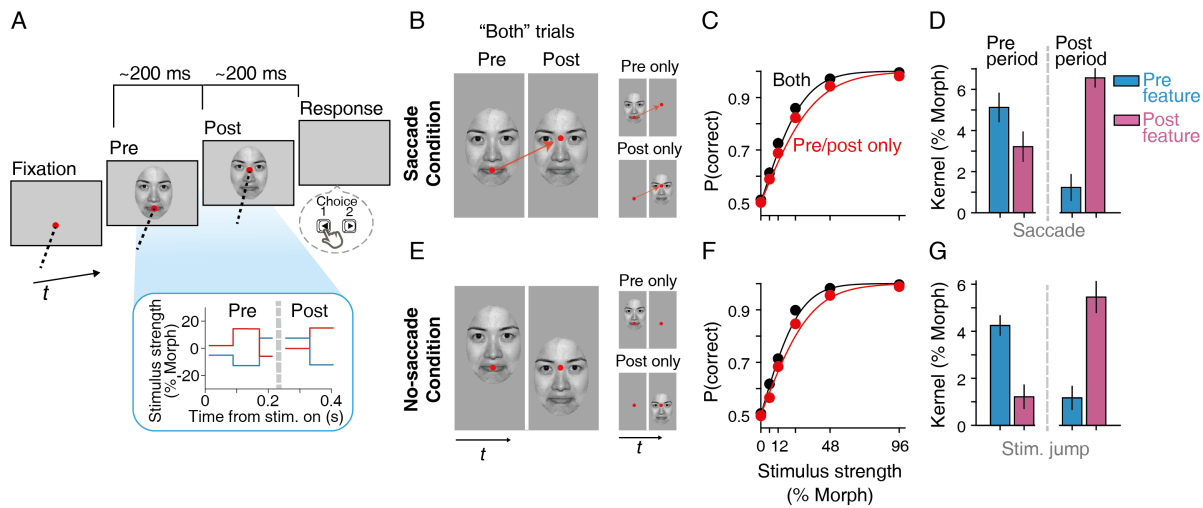 A
~200 ms
~200 ms
Fixation
Pre
Post
Response
Choice
1 2
t
Pre
Post
Stimulus strength
(% Morph)
20
0
-20
0
0.2
0.4
Time from stim. on (s)
B
“Both” trials
Pre
Post
Saccade
Condition
Pre only
Post only
C
P(correct)
0.9
0.7
0.5
Both
Pre/post only
D
Kernel (% Morph)
6
4
2
0
Pre
period
Post
period
Pre
feature
Post
feature
Saccade
E
No-saccade
Condition
t
Pre only
Post only
t
F
P(correct)
0.9
0.7
0.5
0
12
48
96
Stimulus strength
(% Morph)
G
Kernel (% Morph)
6
4
2
0
Stim. jump